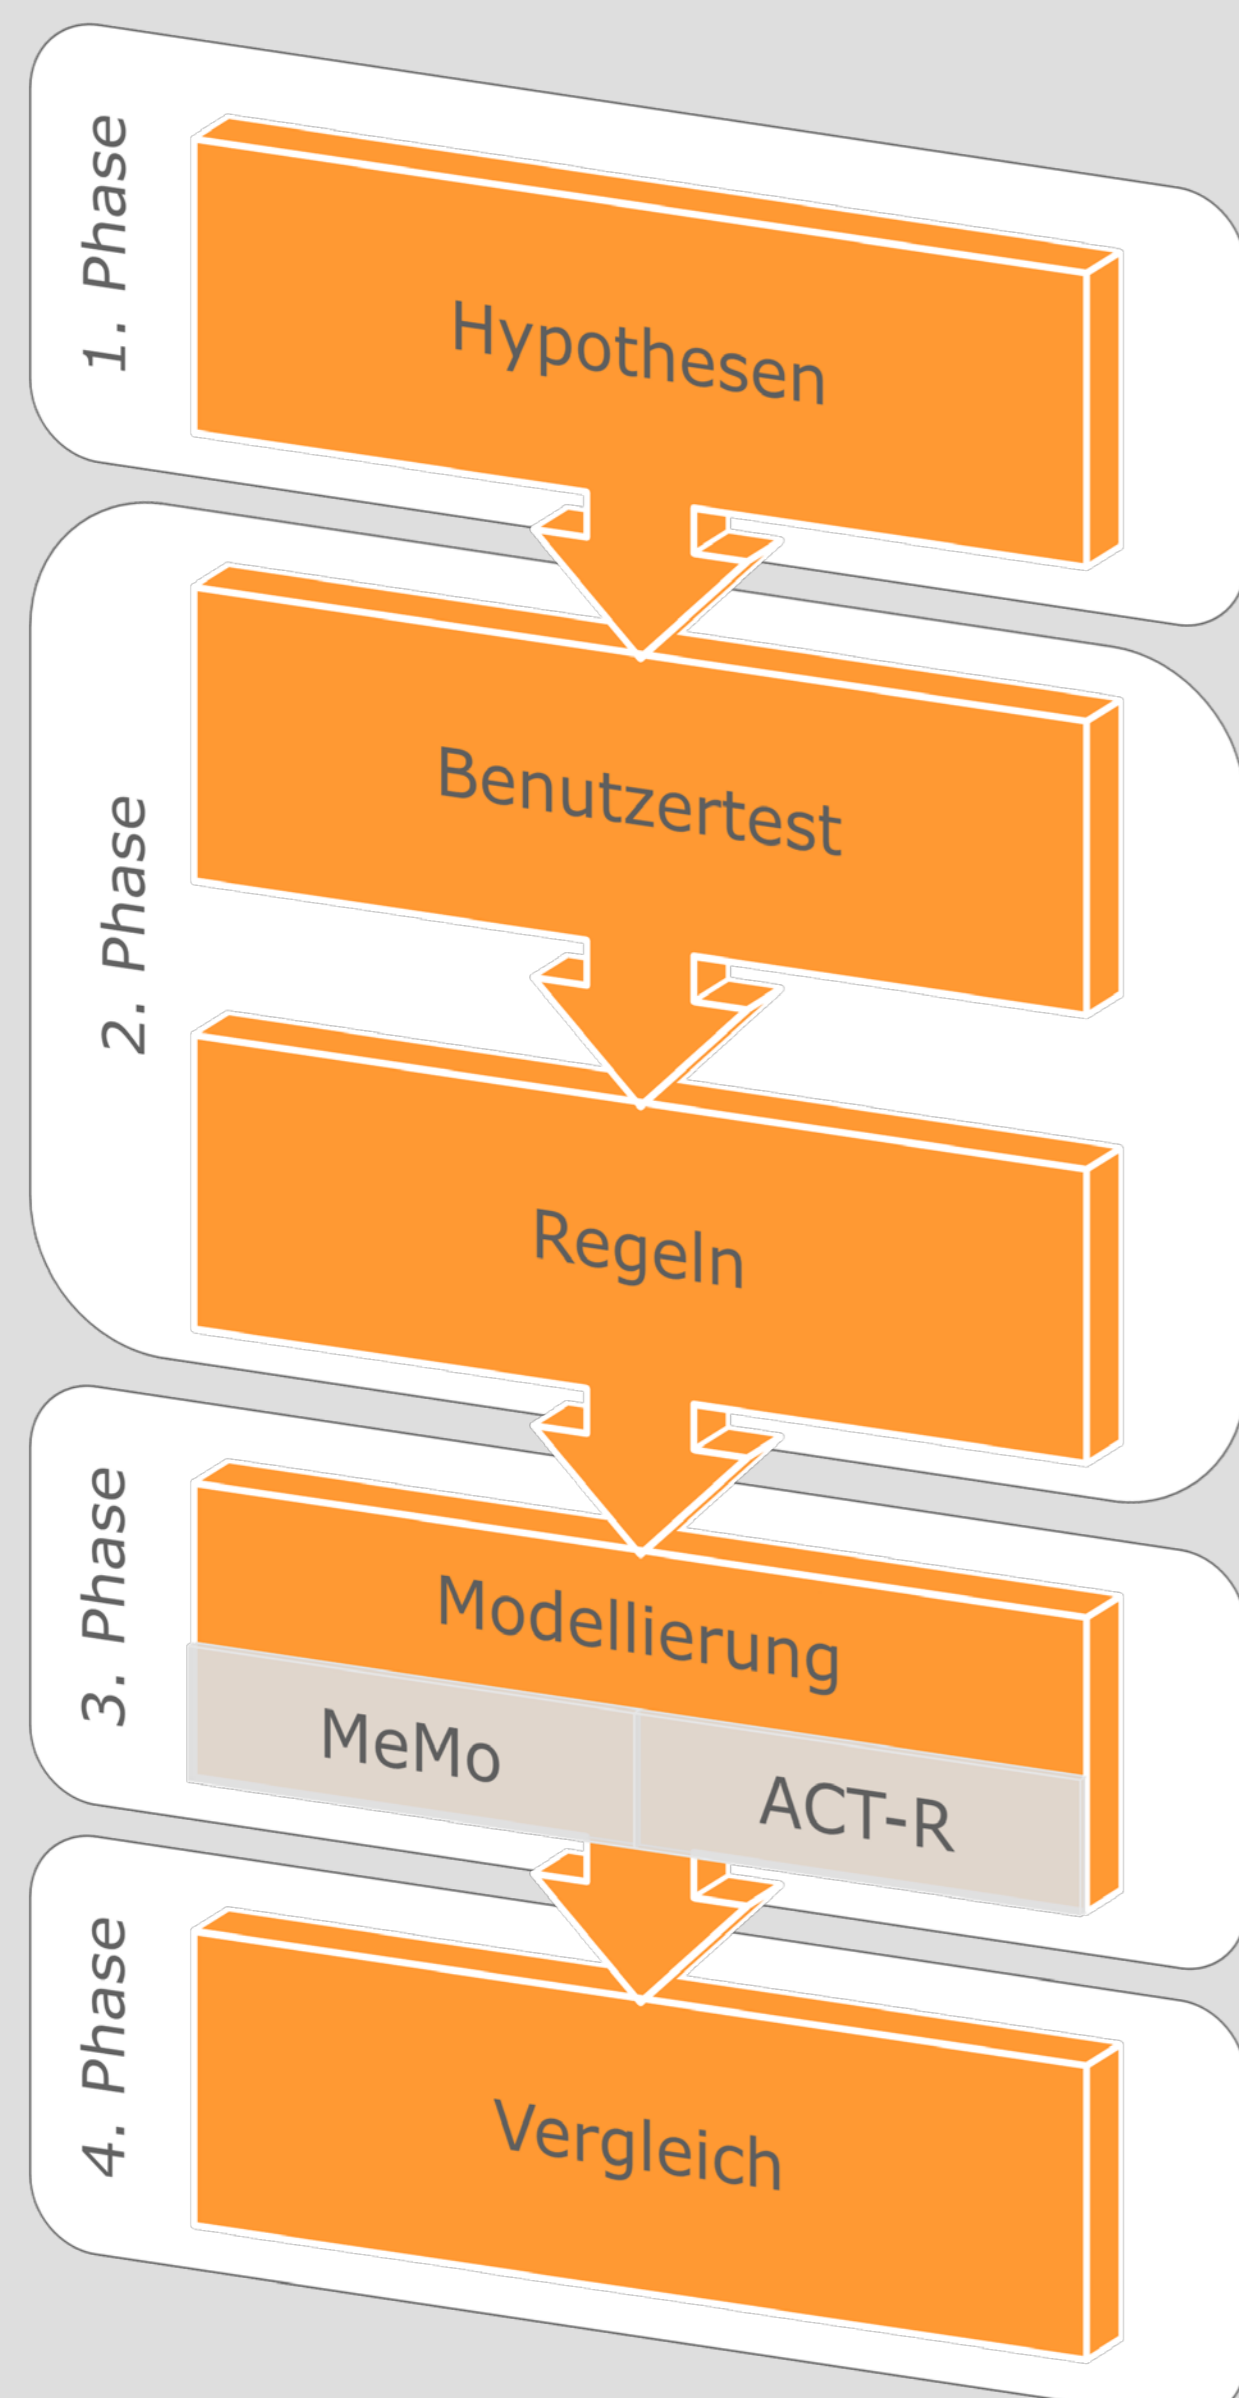 1. Phase
Hypothesen
2. Phase
Benutzertest
Regeln
3. Phase
Modellierung
MeMo
ACT-R
4. Phase
Vergleich